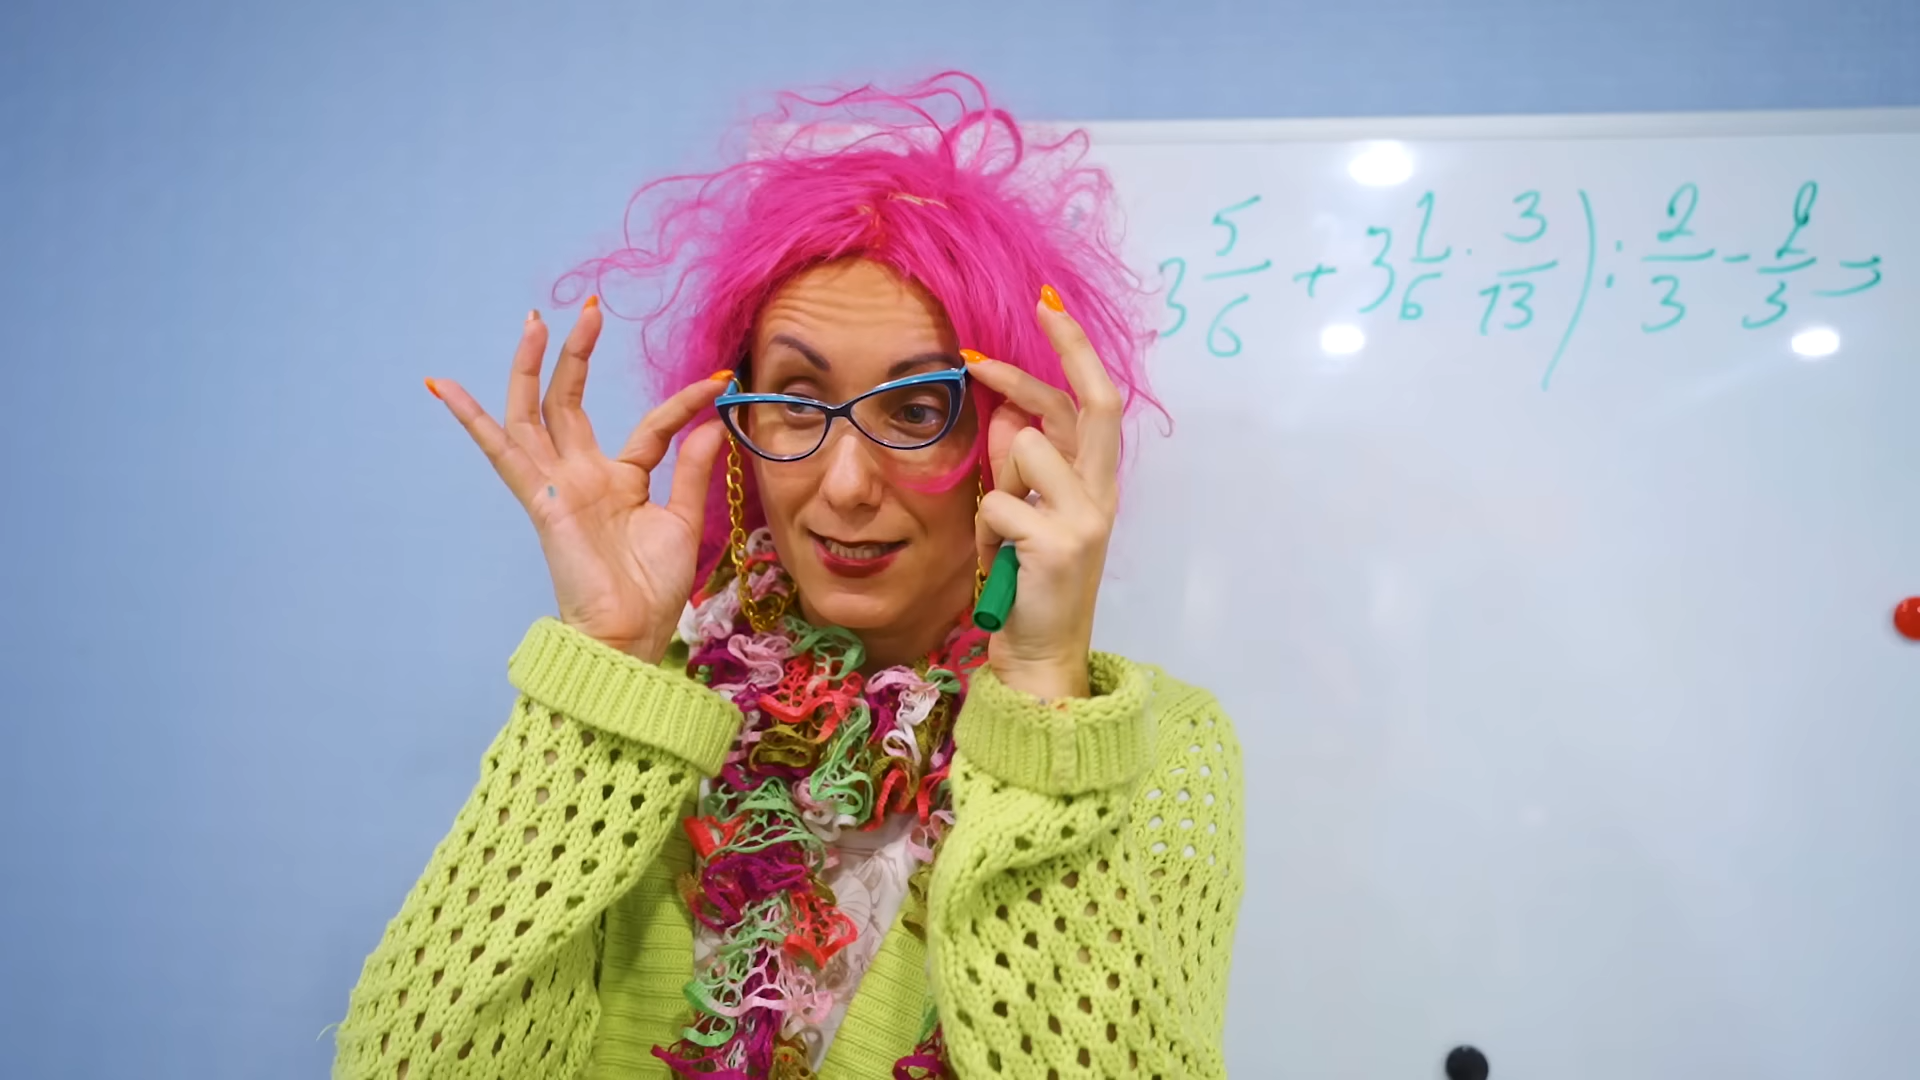 3 5/6 + 3 1/6 · 3/13) : 2/3 - 2/3 =